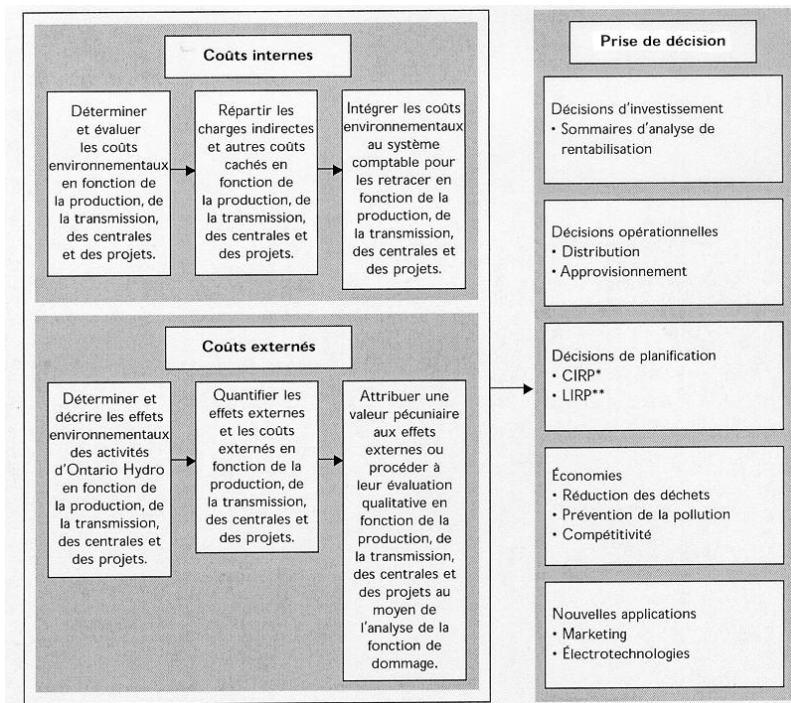 Coûts internes
Déterminer
et évaluer
les coûts
environnementaux
en fonction de
la production, de
la transmission,
des centrales
et des projets.
Répartir les
charges indirectes
et autres coûts
cachés en
fonction de
la production, de
la transmission,
des centrales et
des projets.
Intégrer les coûts
environnementaux
au système
comptable pour
les retracer en
fonction de la
production, de
la transmission,
des centrales et
des projets.
Coûts externés
Déterminer et
décrire les effets
environnementaux
des activités
d'Ontario Hydro
en fonction de
la production, de
la transmission,
des centrales et
des projets.
Quantifier les
effets externes
et les coûts
externés en
fonction de la
production, de
la transmission,
des centrales et
des projets.
Attribuer une
valeur pécuniaire
aux effets
externes ou
procéder à
leur évaluation
qualitative en
fonction de la
production, de
la transmission,
des centrales et
des projets au
moyen de
l'analyse de la
fonction de
dommage.
Prise de décision
Décisions d'investissement
• Sommaires d'analyse de
rentabilisation
Décisions opérationnelles
• Distribution
• Approvisionnement
Décisions de planification
• CIRP*
• LIRP**
Économies
• Réduction des déchets
• Prévention de la pollution
• Compétitivité
Nouvelles applications
• Marketing
• Électrotechnologies